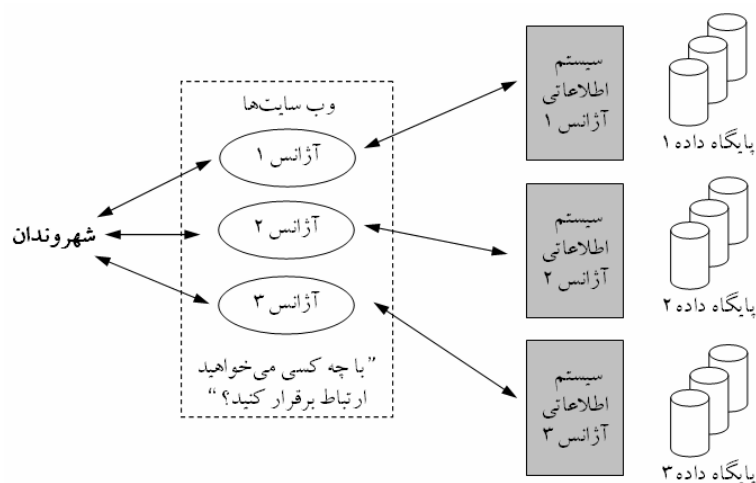 شهروندان
وب سایت‌ها
آژانس ۱
آژانس ۲
آژانس ۳
”با چه کسی می‌خواهید
ارتباط برقرار کنید؟“
سیستم
اطلاعاتی
آژانس ۱
پایگاه داده ۱
سیستم
اطلاعاتی
آژانس ۲
پایگاه داده ۲
سیستم
اطلاعاتی
آژانس ۳
پایگاه داده ۳